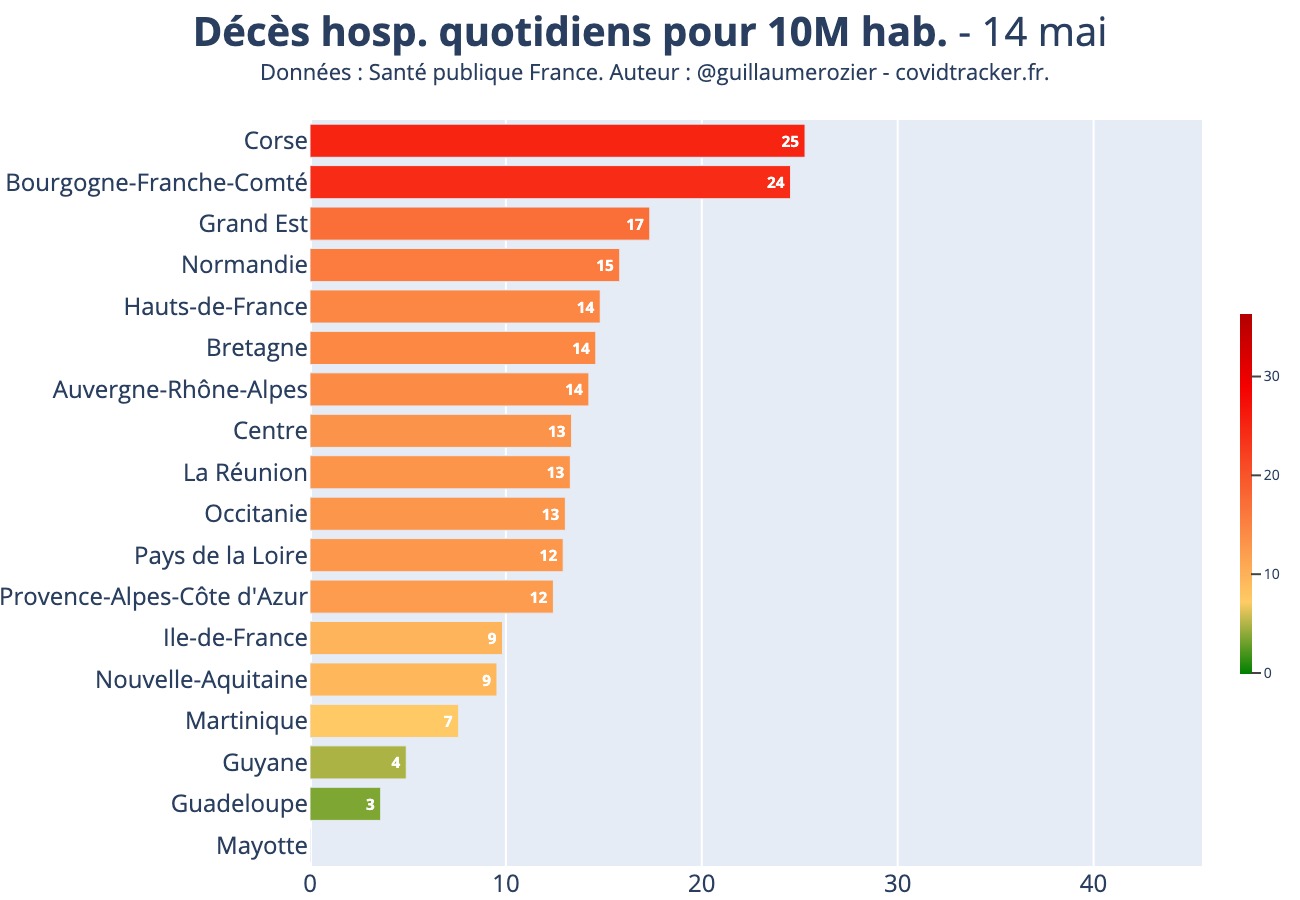 Décès hosp. quotidiens pour 10M hab. - 14 mai
Données : Santé publique France. Auteur : @guillaumerozier - covidtracker.fr.
Corse 25
Bourgogne-Franche-Comté 24
Grand Est 17
Normandie 15
Hauts-de-France 14
Bretagne 14
Auvergne-Rhône-Alpes 14
Centre 13
La Réunion 13
Occitanie 13
Pays de la Loire 12
Provence-Alpes-Côte d'Azur 12
Ile-de-France 9
Nouvelle-Aquitaine 9
Martinique 7
Guyane 4
Guadeloupe 3
Mayotte
0 10 20 30 40
30
20
10
0